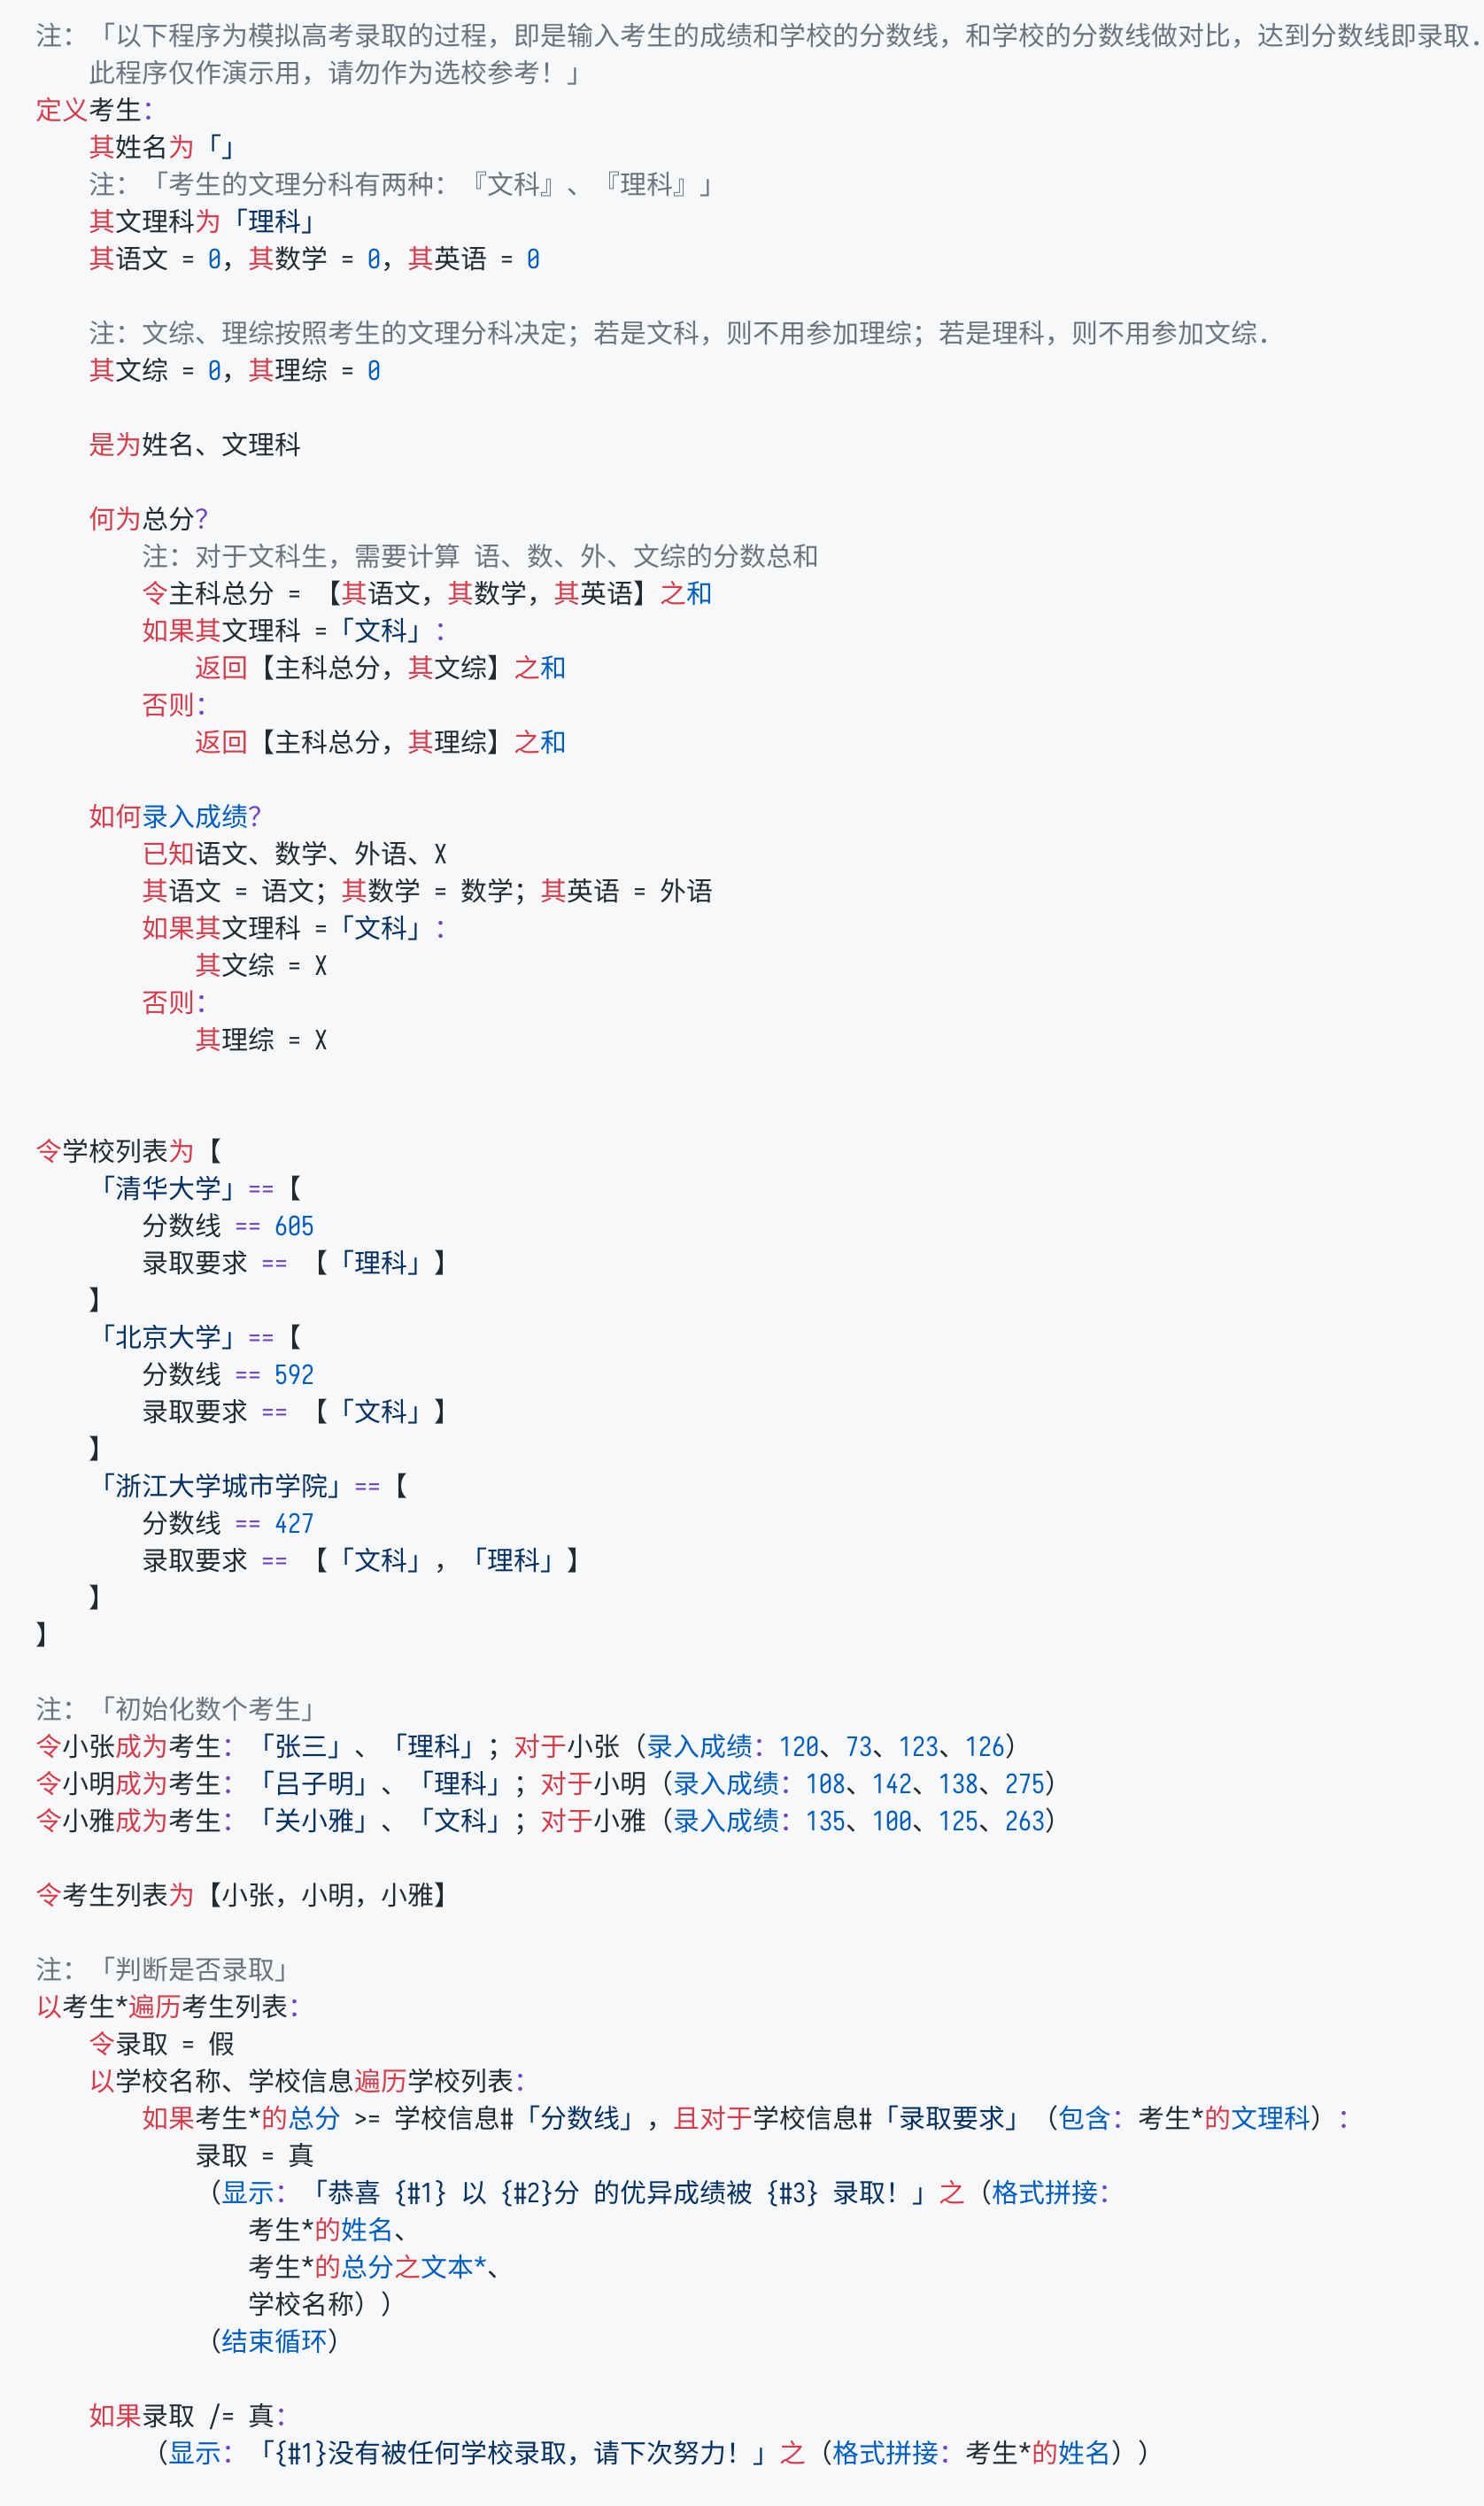 注：「以下程序为模拟高考录取的过程，即是输入考生的成绩和学校的分数线，和学校的分数线做对比，达到分数线即录取．
    此程序仅作演示用，请勿作为选校参考！」
定义考生：
    其姓名为「」
    注：「考生的文理分科有两种：『文科』、『理科』」
    其文理科为「理科」
    其语文 = 0，其数学 = 0，其英语 = 0
    注：文综、理综按照考生的文理分科决定；若是文科，则不用参加理综；若是理科，则不用参加文综．
    其文综 = 0，其理综 = 0
    是为姓名、文理科
    何为总分？
        注：对于文科生，需要计算 语、数、外、文综的分数总和
        令主科总分 = 【其语文，其数学，其英语】之和
        如果其文理科 =「文科」：
            返回【主科总分，其文综】之和
        否则：
            返回【主科总分，其理综】之和
    如何录入成绩？
        已知语文、数学、外语、X
        其语文 = 语文；其数学 = 数学；其英语 = 外语
        如果其文理科 =「文科」：
            其文综 = X
        否则：
            其理综 = X
令学校列表为【
    「清华大学」==【
        分数线 == 605
        录取要求 == 【「理科」】
    】
    「北京大学」==【
        分数线 == 592
        录取要求 == 【「文科」】
    】
    「浙江大学城市学院」==【
        分数线 == 427
        录取要求 == 【「文科」，「理科」】
    】
】
注：「初始化数个考生」
令小张成为考生：「张三」、「理科」；对于小张（录入成绩：120、73、123、126）
令小明成为考生：「吕子明」、「理科」；对于小明（录入成绩：108、142、138、275）
令小雅成为考生：「关小雅」、「文科」；对于小雅（录入成绩：135、100、125、263）
令考生列表为【小张，小明，小雅】
注：「判断是否录取」
以考生*遍历考生列表：
    令录取 = 假
    以学校名称、学校信息遍历学校列表：
        如果考生*的总分 >= 学校信息#「分数线」，且对于学校信息#「录取要求」（包含：考生*的文理科）：
            录取 = 真
            （显示：「恭喜 {#1} 以 {#2}分 的优异成绩被 {#3} 录取！」之（格式拼接：
                考生*的姓名、
                考生*的总分之文本*、
                学校名称））
            （结束循环）
    如果录取 /= 真：
        （显示：「{#1}没有被任何学校录取，请下次努力！」之（格式拼接：考生*的姓名））